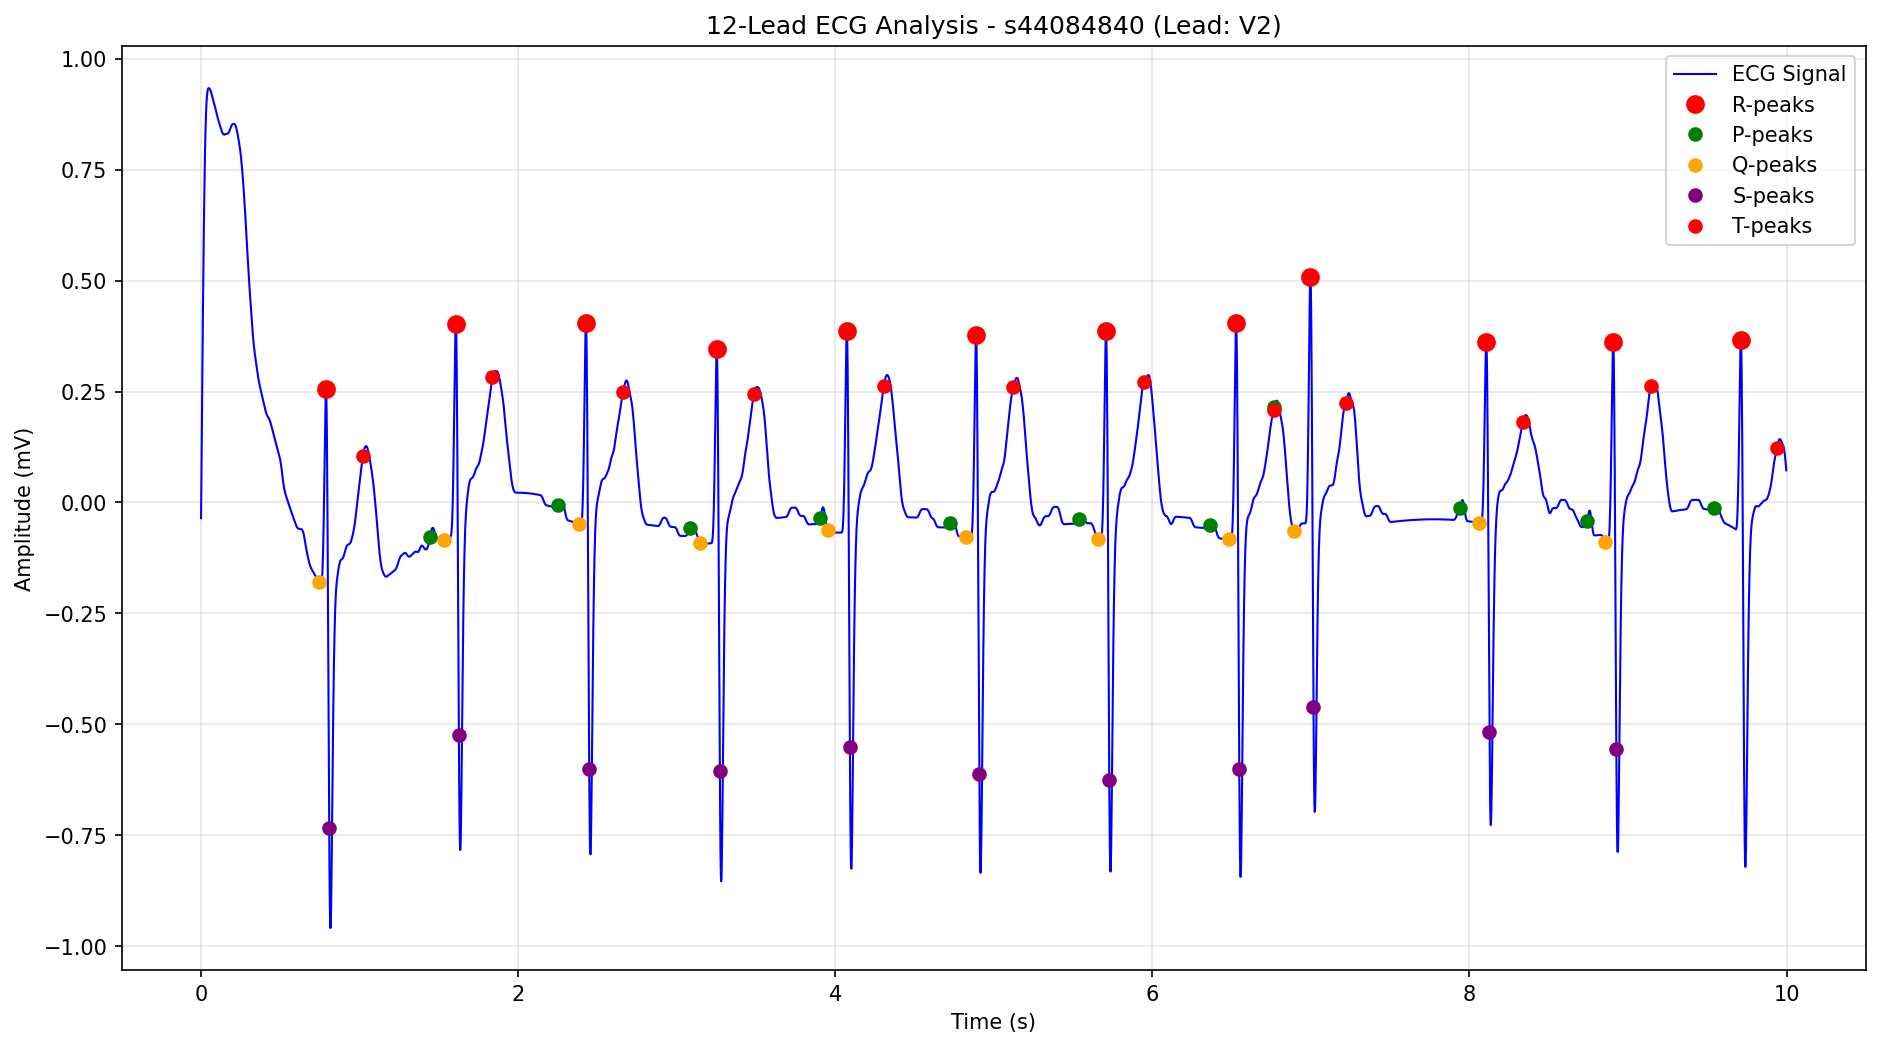 12-Lead ECG Analysis - s44084840 (Lead: V2)
1.00
0.75
0.50
0.25
0.00
−0.25
−0.50
−0.75
−1.00
Amplitude (mV)
ECG Signal
R-peaks
P-peaks
Q-peaks
S-peaks
T-peaks
0 2 4 6 8 10
Time (s)